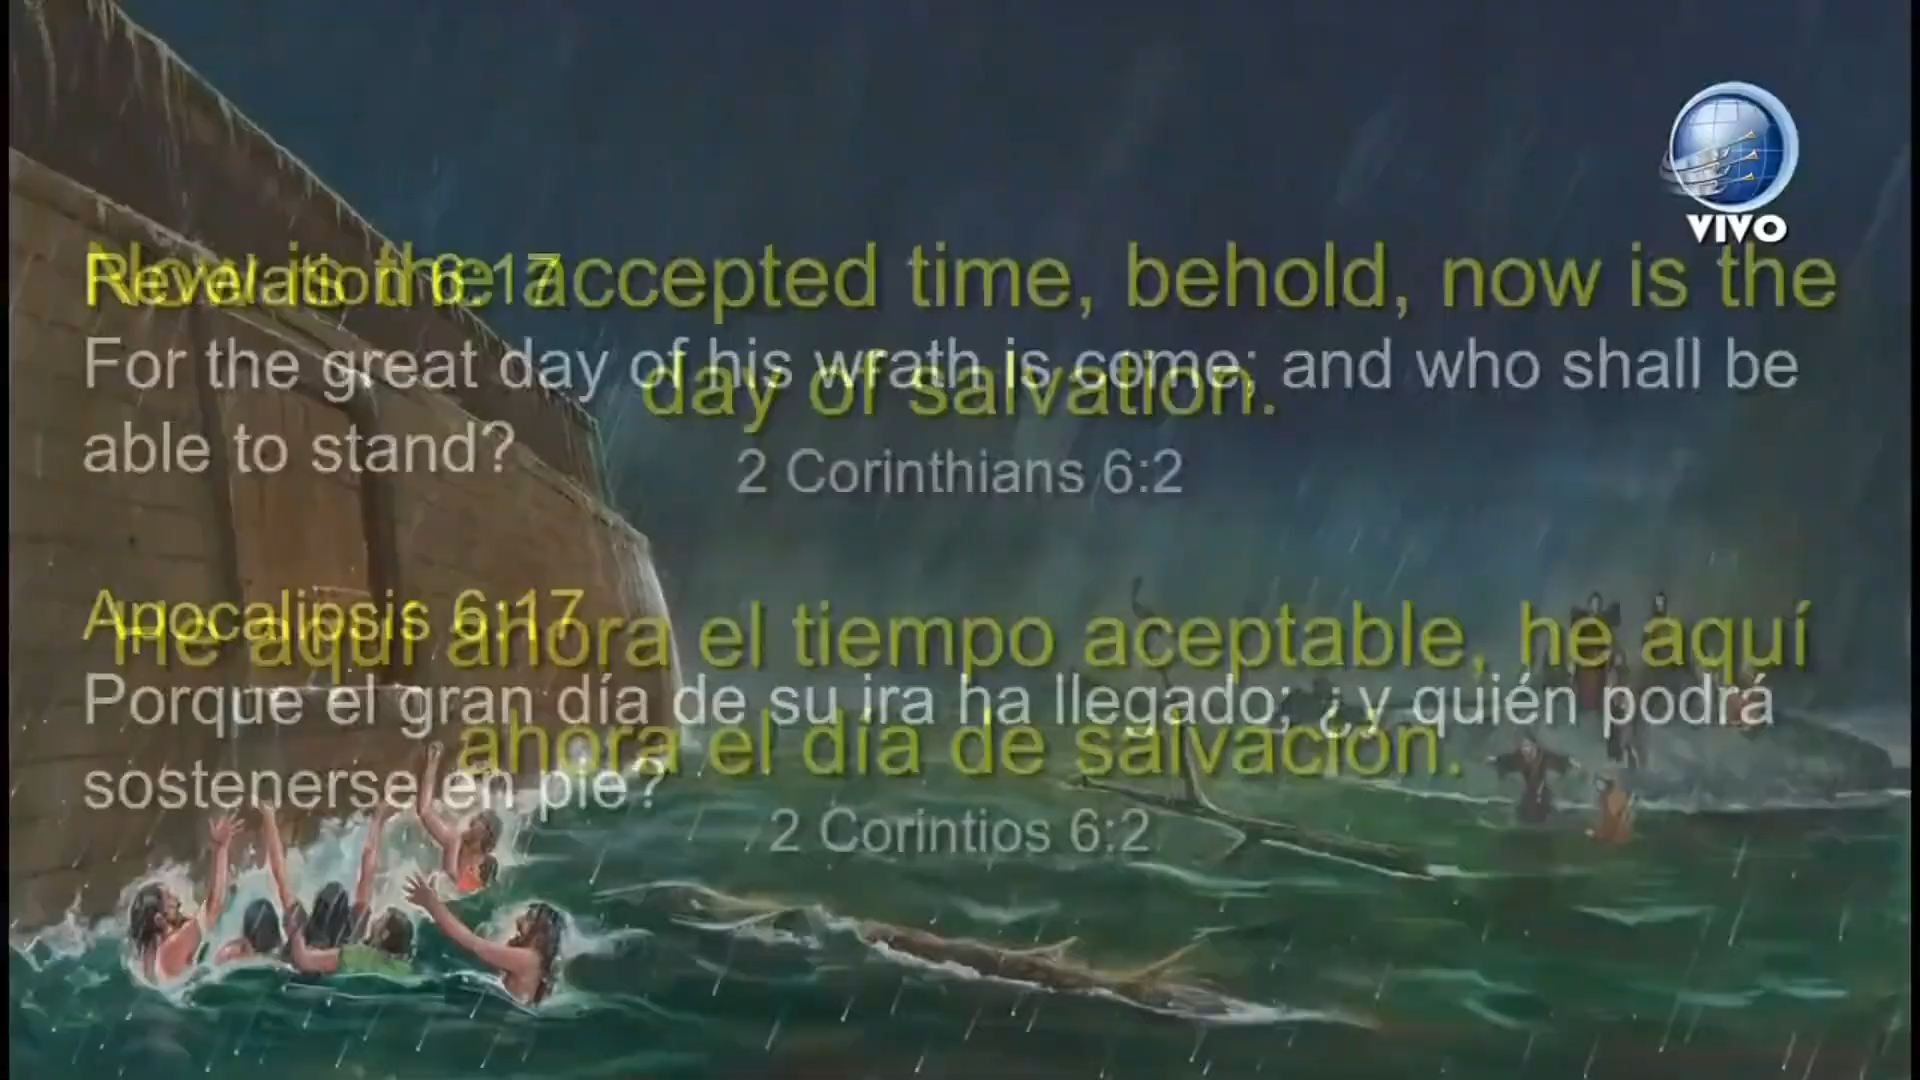 VIVO
Revelation 6:17
For the great day of his wrath is come; and who shall be
able to stand?
Now is the accepted time, behold, now is the
day of salvation.
2 Corinthians 6:2
Apocalipsis 6:17
Porque el gran día de su ira ha llegado; ¿y quién podrá
sostenerse en pie?
He aquí ahora el tiempo aceptable, he aquí
ahora el día de salvación.
2 Corintios 6:2